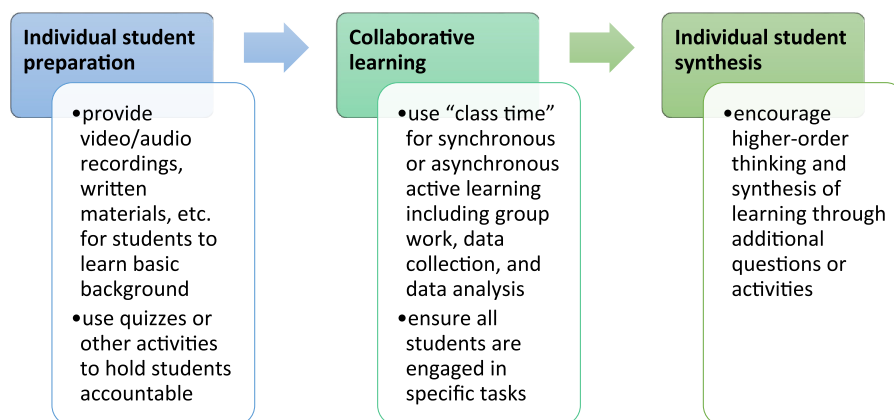 Individual student
preparation
•provide
video/audio
recordings,
written
materials, etc.
for students to
learn basic
background
•use quizzes or
other activities
to hold students
accountable
Collaborative
learning
•use “class time”
for synchronous
or asynchronous
active learning
including group
work, data
collection, and
data analysis
•ensure all
students are
engaged in
specific tasks
Individual student
synthesis
•encourage
higher-order
thinking and
synthesis of
learning through
additional
questions or
activities